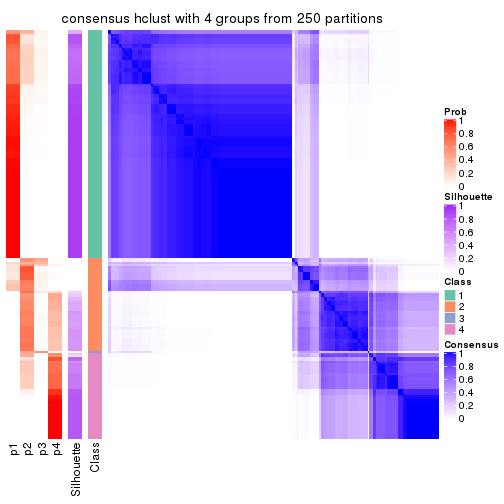 consensus hclust with 4 groups from 250 partitions
Prob
1
0.8
0.6
0.4
0.2
0
Silhouette
1
0.8
0.6
0.4
0.2
0
Class
1
2
3
4
Consensus
1
0.8
0.6
0.4
0.2
0
p1
p2
p3
p4
Silhouette
Class